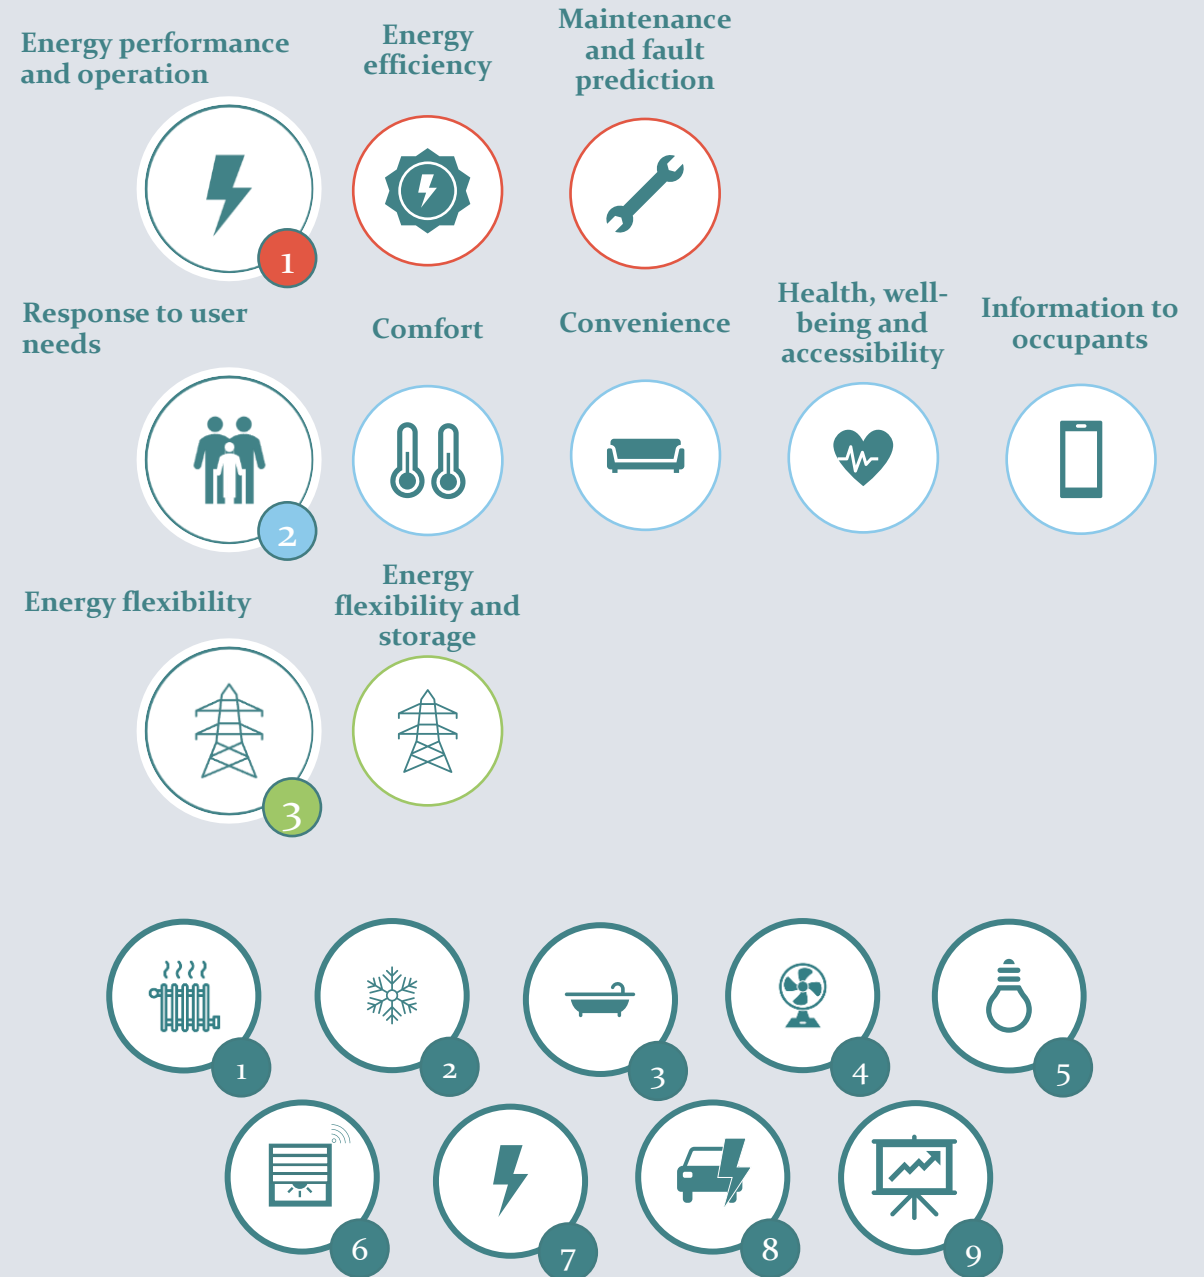 Energy performance
and operation
Energy
efficiency
Maintenance
and fault
prediction
1
Response to user
needs
Comfort
Convenience
Health, well-
being and
accessibility
Information to
occupants
2
Energy flexibility
Energy
flexibility and
storage
3
1
2
3
4
5
6
7
8
9